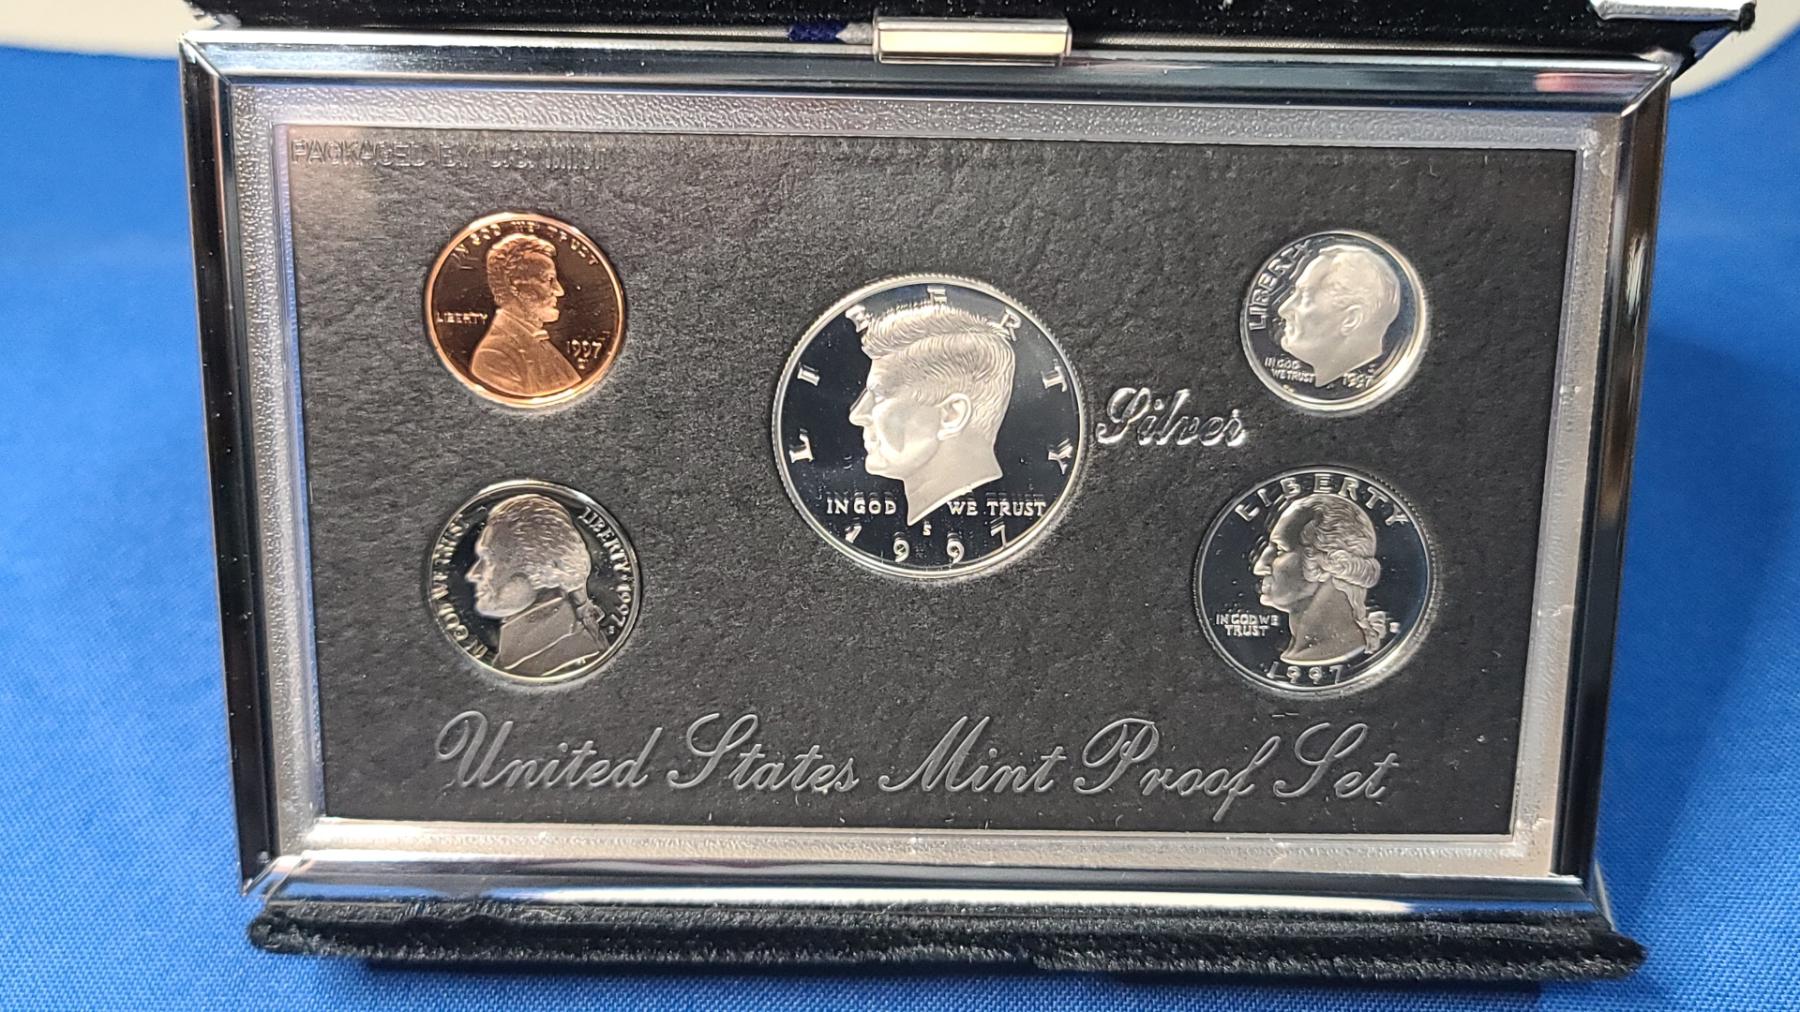 PACKAGED BY U.S. MINT
IN GOD WE TRUST
LIBERTY
1997
S
LIBERTY
IN GOD WE TRUST
S
1997
Silver
LIBERTY
IN GOD
WE TRUST
1997
S
IN GOD WE TRUST
LIBERTY 1997
S
LIBERTY
IN GOD WE
TRUST
S
1997
United States Mint Proof Set